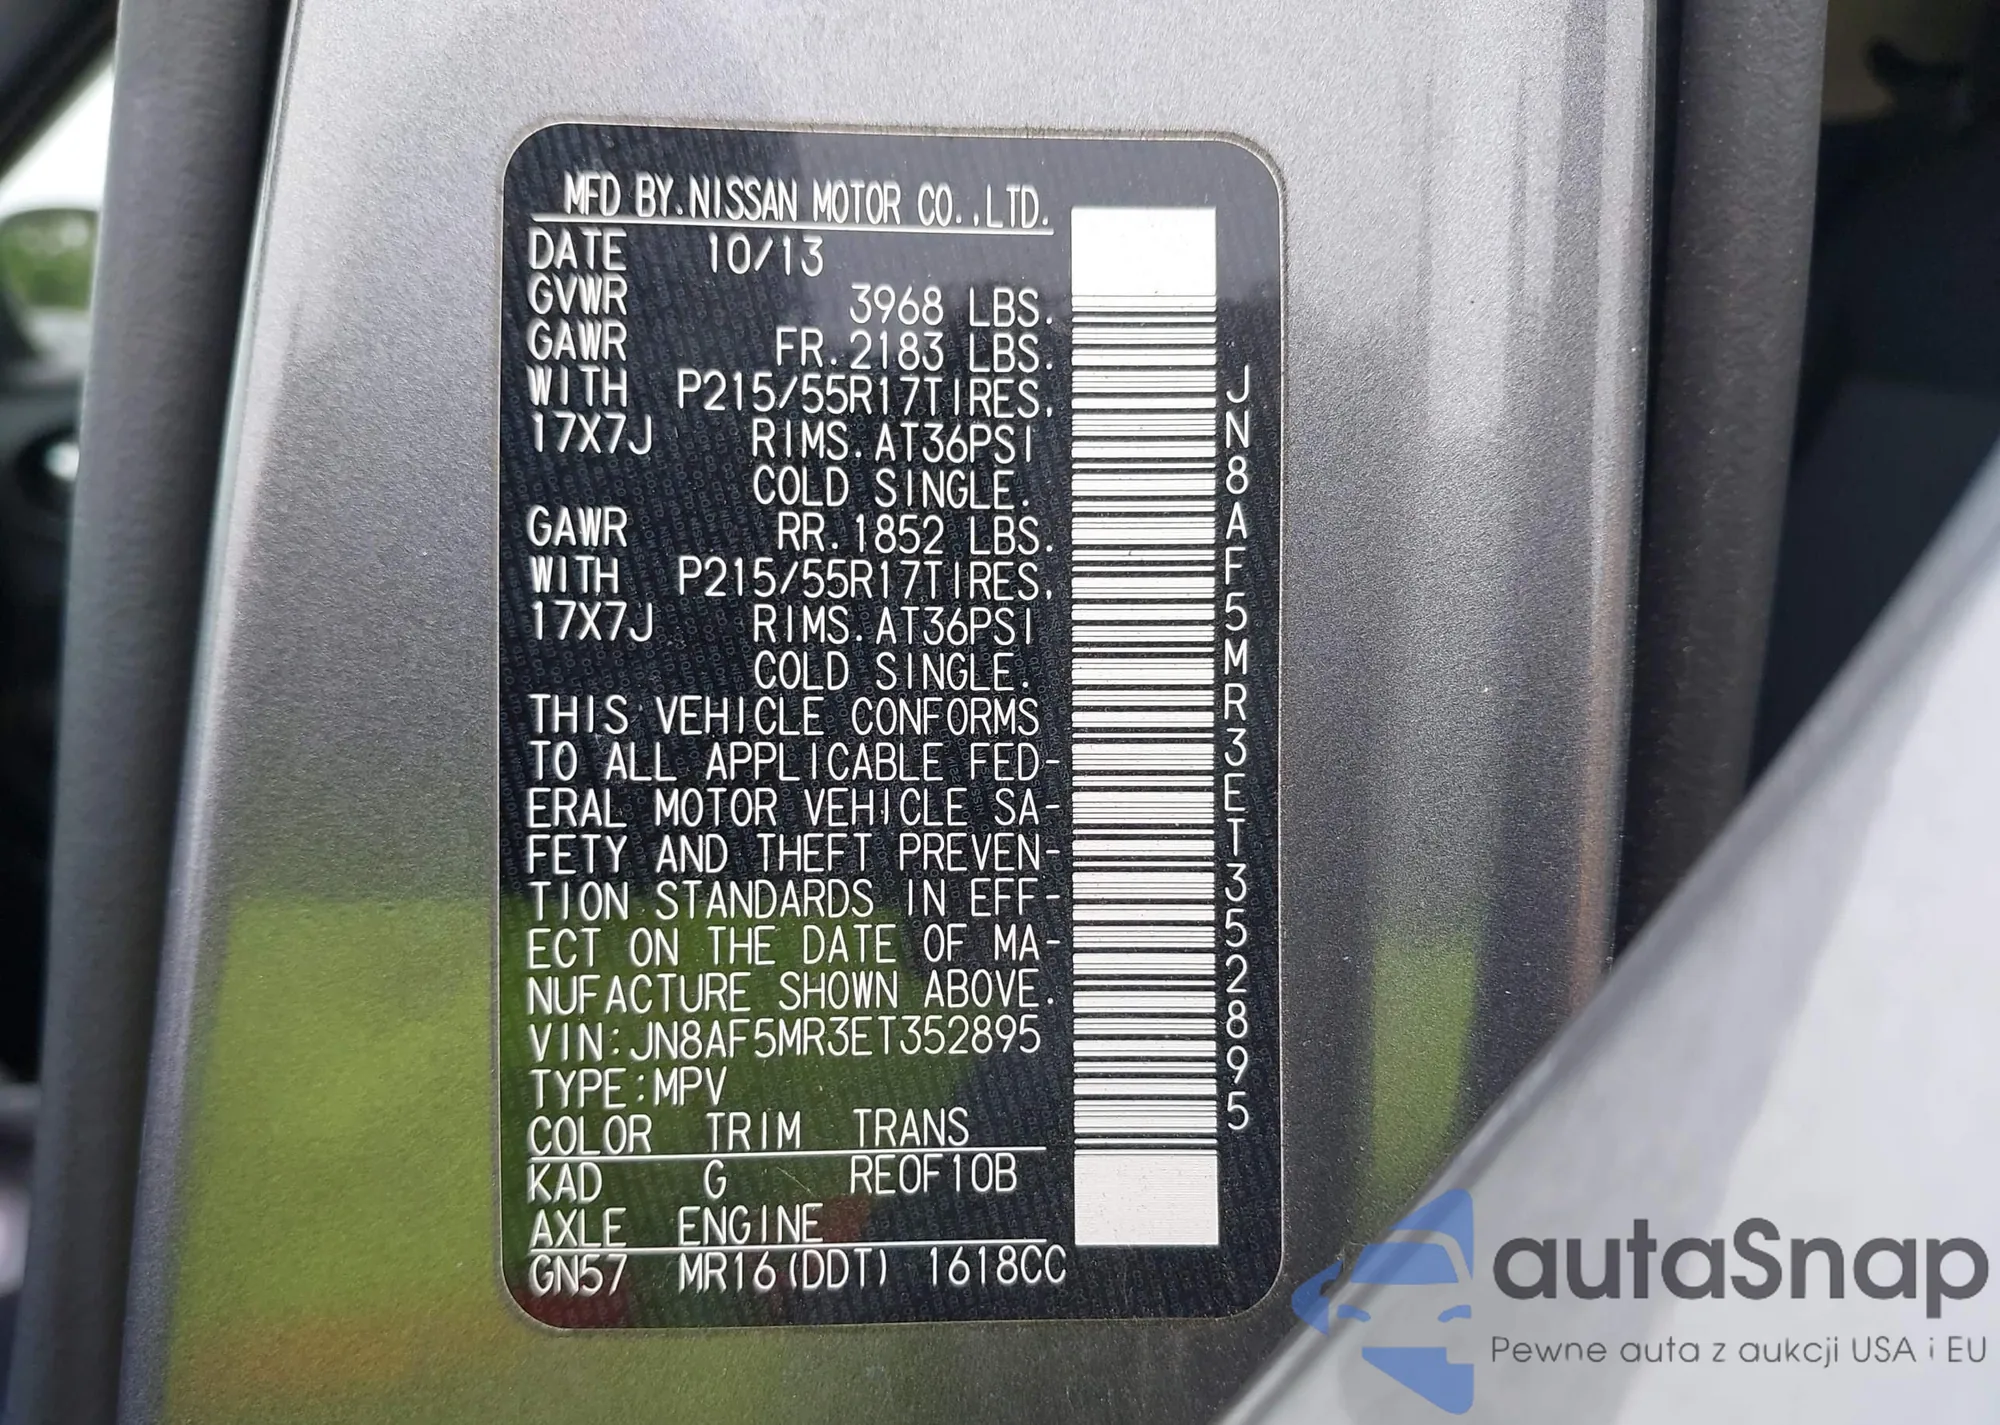 MFD BY.NISSAN MOTOR CO.,LTD.
DATE 10/13
GVWR 3968 LBS.
GAWR FR.2183 LBS.
WITH P215/55R17TIRES,
17X7J RIMS.AT36PSI
COLD SINGLE.
GAWR RR.1852 LBS.
WITH P215/55R17TIRES,
17X7J RIMS.AT36PSI
COLD SINGLE.
THIS VEHICLE CONFORMS
TO ALL APPLICABLE FED-
ERAL MOTOR VEHICLE SA-
FETY AND THEFT PREVEN-
TION STANDARDS IN EFF-
ECT ON THE DATE OF MA-
NUFACTURE SHOWN ABOVE.
VIN:JN8AF5MR3ET352895
TYPE:MPV
COLOR TRIM TRANS
KAD G RE0F10B
AXLE ENGINE
GN57 MR16(DDT) 1618CC
JN8AF5MR3ET352895
autaSnap
Pewne auta z aukcji USA i EU